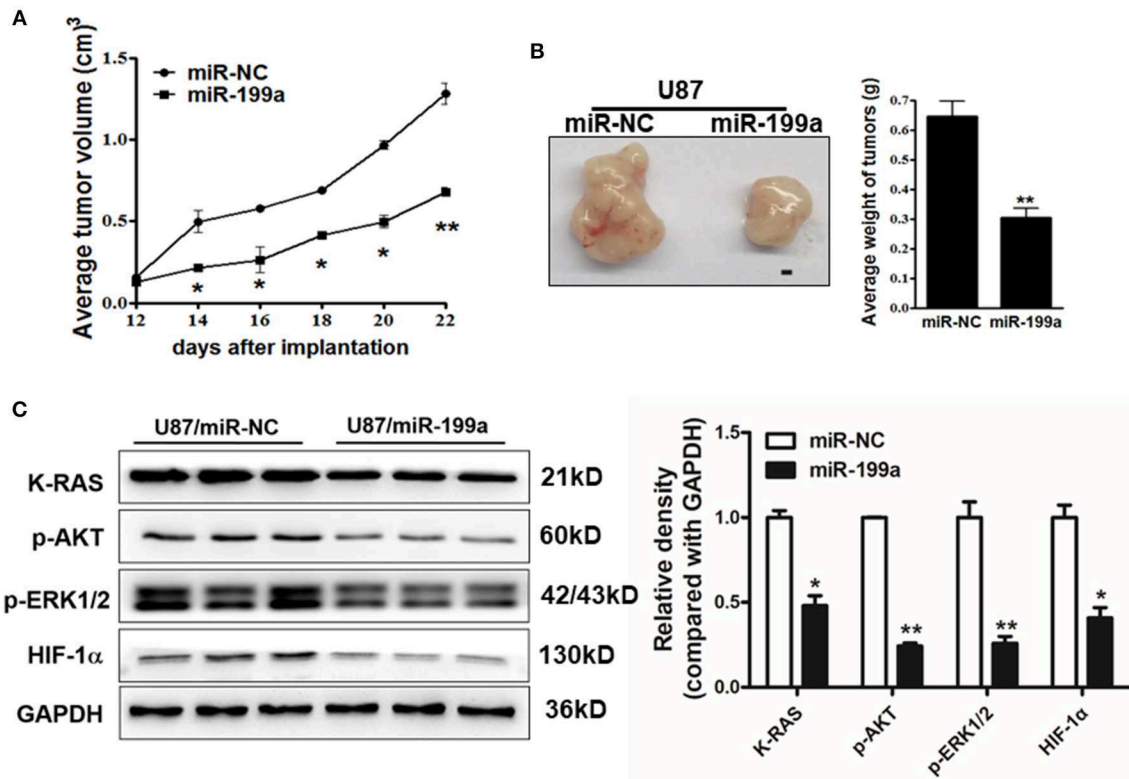 A
Average tumor volume (cm)³
1.5
1.0
0.5
0.0
miR-NC
miR-199a
* * * * **
12 14 16 18 20 22
days after implantation
B
U87
miR-NC miR-199a
Average weight of tumors (g)
0.7
0.6
0.5
0.4
0.3
0.2
0.1
0.0
**
miR-NC miR-199a
C
U87/miR-NC U87/miR-199a
K-RAS 21kD
p-AKT 60kD
p-ERK1/2 42/43kD
HIF-1α 130kD
GAPDH 36kD
Relative density
(compared with GAPDH)
1.5
1.0
0.5
0.0
miR-NC
miR-199a
* ** ** *
K-RAS p-AKT p-ERK1/2 HIF-1α